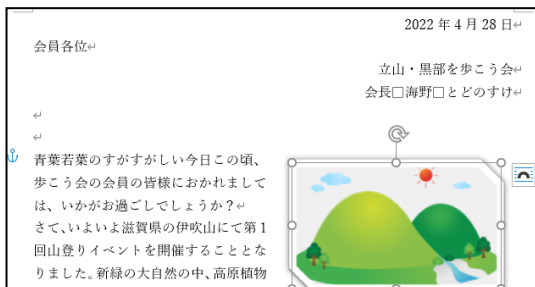 2022 年 4 月 28 日↵
会員各位↵
立山・黒部を歩こう会↵
会長□海野□とどのすけ↵
↵
↵
青葉若葉のすがすがしい今日この頃、
歩こう会の会員の皆様におかれまして
は、いかがお過ごしでしょうか？↵
さて、いよいよ滋賀県の伊吹山にて第 1
回山登りイベントを開催することとな
りました。新緑の大自然の中、高原植物